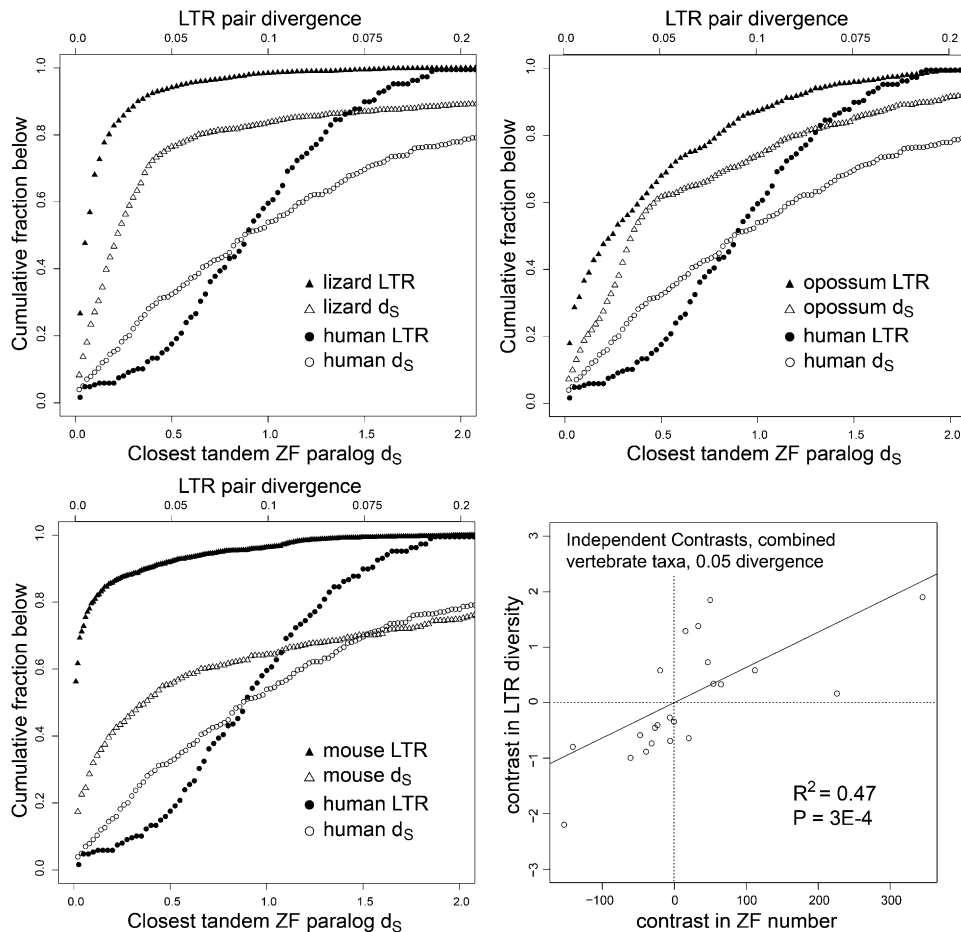 LTR pair divergence
0.0 0.05 0.1 0.075 0.2
Cumulative fraction below
1.0
0.8
0.6
0.4
0.2
0.0
lizard LTR
lizard dS
human LTR
human dS
0.0 0.5 1.0 1.5 2.0
Closest tandem ZF paralog dS
LTR pair divergence
0.0 0.05 0.1 0.075 0.2
Cumulative fraction below
1.0
0.8
0.6
0.4
0.2
0.0
opossum LTR
opossum dS
human LTR
human dS
0.0 0.5 1.0 1.5 2.0
Closest tandem ZF paralog dS
LTR pair divergence
0.0 0.05 0.1 0.075 0.2
Cumulative fraction below
1.0
0.8
0.6
0.4
0.2
0.0
mouse LTR
mouse dS
human LTR
human dS
0.0 0.5 1.0 1.5 2.0
Closest tandem ZF paralog dS
Independent Contrasts, combined
vertebrate taxa, 0.05 divergence
contrast in LTR diversity
3
2
1
0
-1
-2
-3
R² = 0.47
P = 3E-4
−100 0 100 200 300
contrast in ZF number